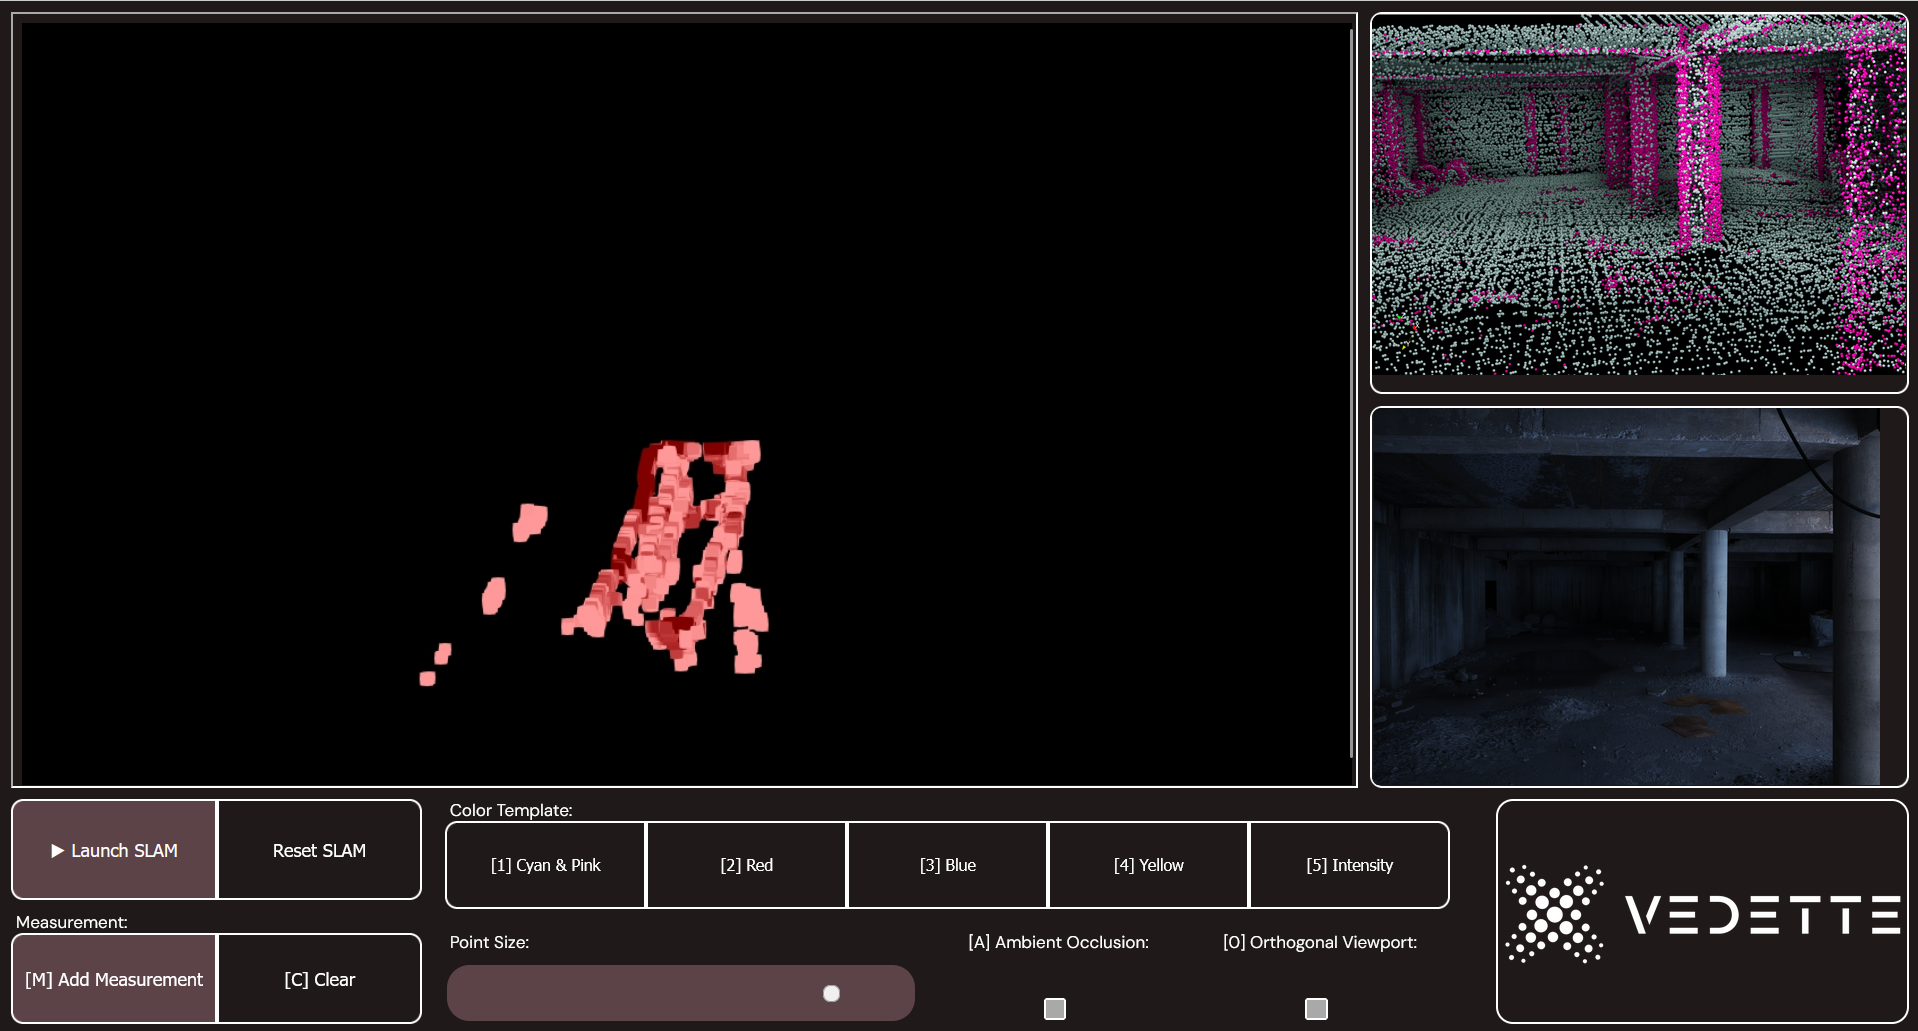 ▶ Launch SLAM
Reset SLAM
Measurement:
[M] Add Measurement
[C] Clear
Color Template:
[1] Cyan & Pink
[2] Red
[3] Blue
[4] Yellow
[5] Intensity
Point Size:
[A] Ambient Occlusion:
[O] Orthogonal Viewport:
VEDETTE